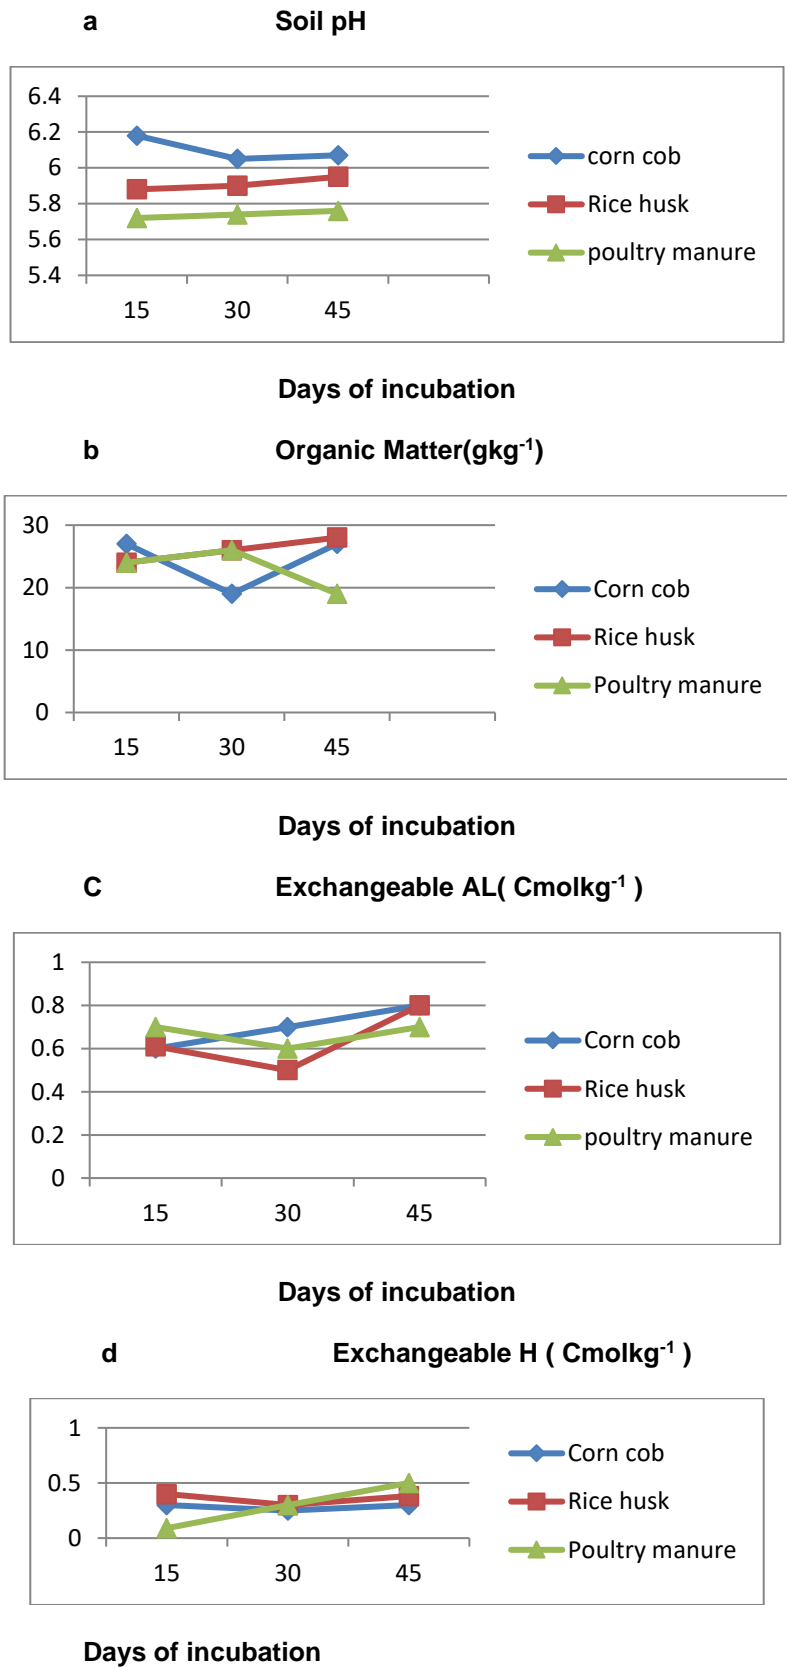 a Soil pH
6.4
6.2
6
5.8
5.6
5.4
15 30 45
corn cob
Rice husk
poultry manure
Days of incubation
b Organic Matter(gkg⁻¹)
30
20
10
0
15 30 45
Corn cob
Rice husk
Poultry manure
Days of incubation
C Exchangeable AL( Cmolkg⁻¹ )
1
0.8
0.6
0.4
0.2
0
15 30 45
Corn cob
Rice husk
poultry manure
Days of incubation
d Exchangeable H ( Cmolkg⁻¹ )
1
0.5
0
15 30 45
Corn cob
Rice husk
Poultry manure
Days of incubation